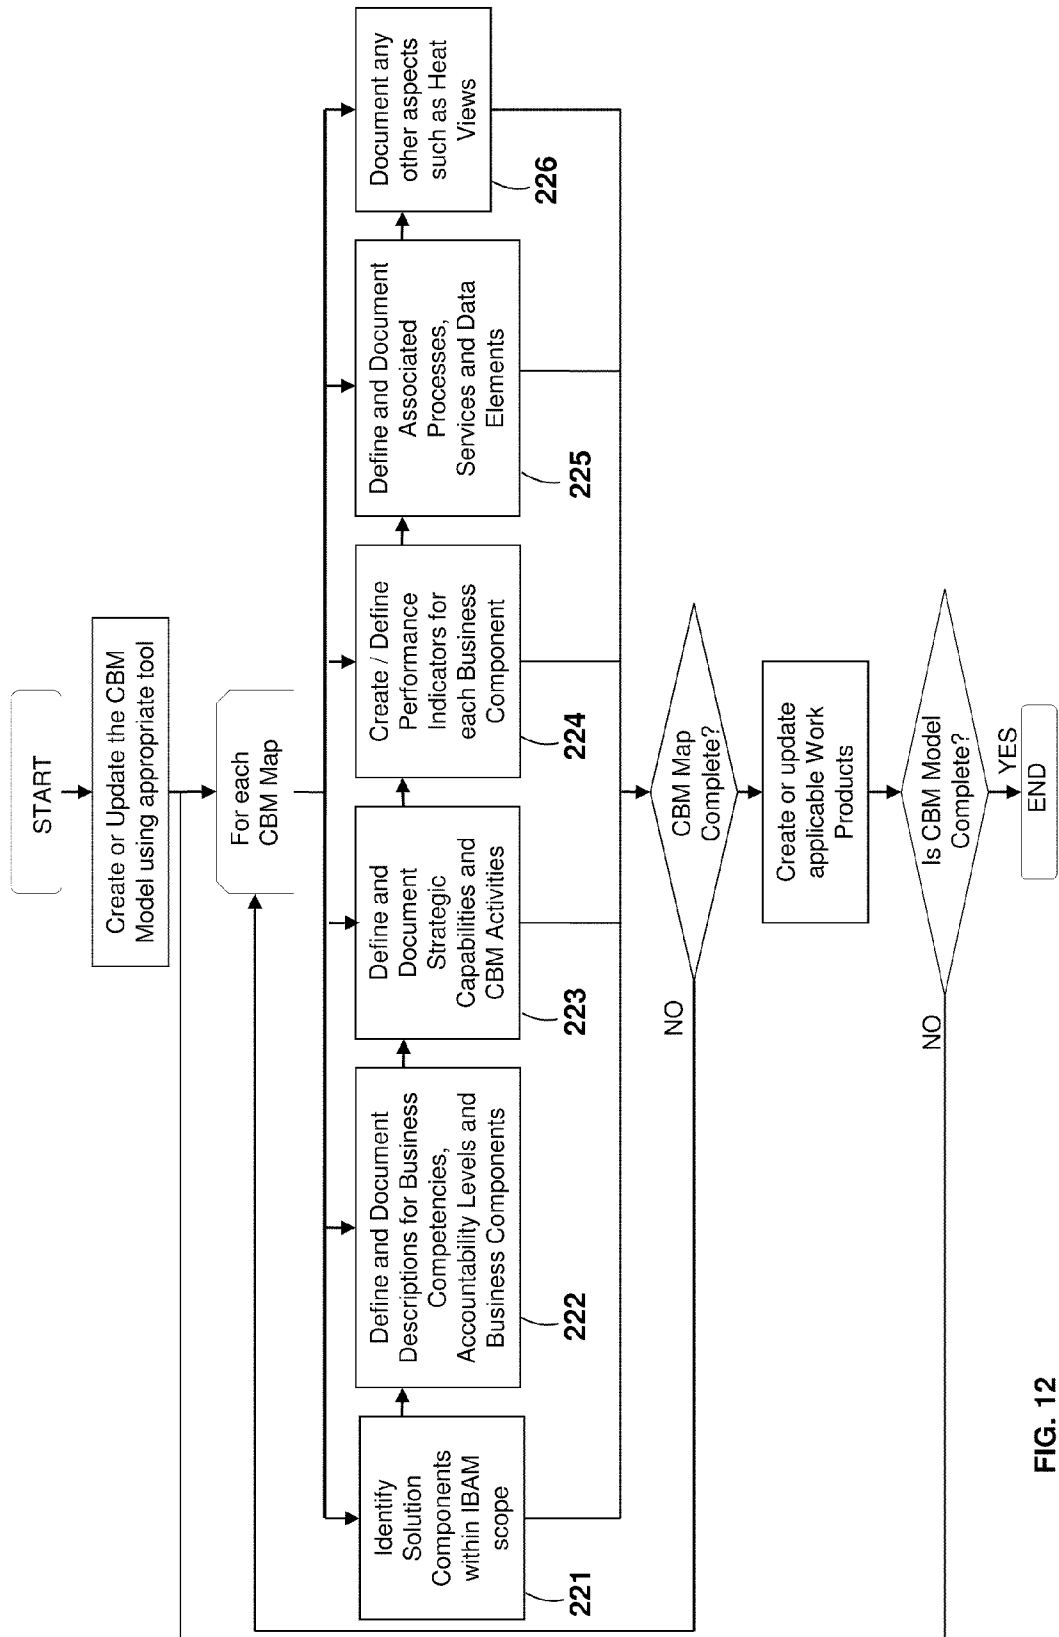 START
Create or Update the CBM
Model using appropriate tool
For each
CBM Map
Identify
Solution
Components
within IBAM
scope
221
Define and Document
Descriptions for Business
Competencies,
Accountability Levels and
Business Components
222
Define and
Document
Strategic
Capabilities and
CBM Activities
223
Create / Define
Performance
Indicators for
each Business
Component
224
Define and Document
Associated
Processes,
Services and Data
Elements
225
Document any
other aspects
such as Heat
Views
226
CBM Map
Complete?
NO
Create or update
applicable Work
Products
Is CBM Model
Complete?
NO
YES
END
FIG. 12